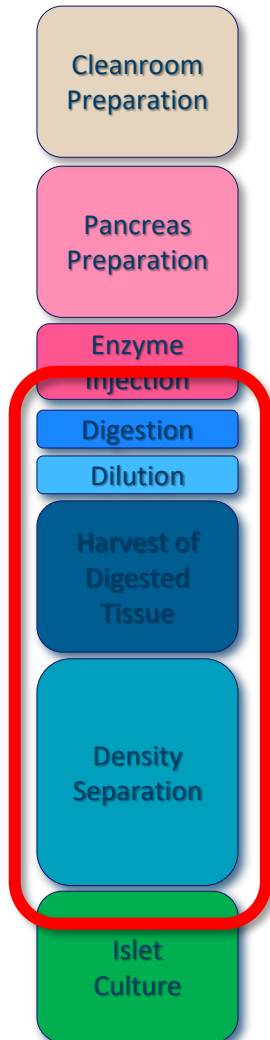 Cleanroom
Preparation
Pancreas
Preparation
Enzyme
Injection
Digestion
Dilution
Harvest of
Digested
Tissue
Density
Separation
Islet
Culture